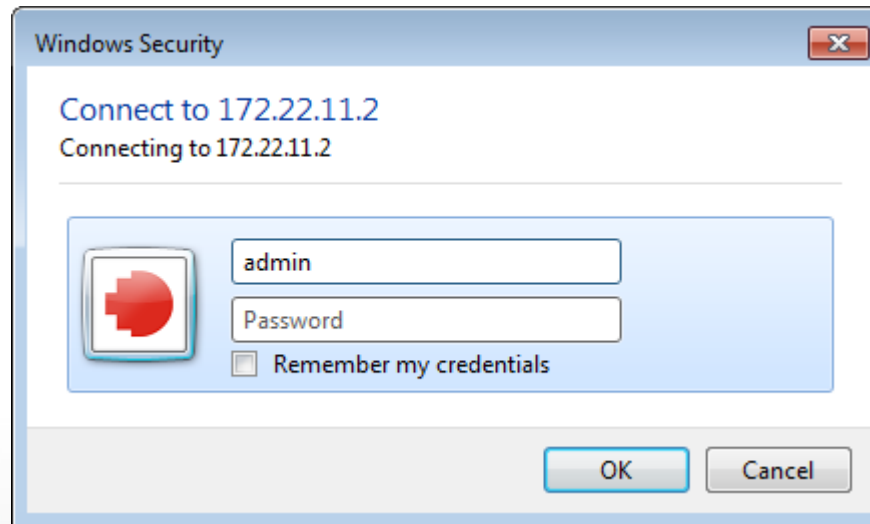 Windows Security
Connect to 172.22.11.2
Connecting to 172.22.11.2
admin
Password
Remember my credentials
OK
Cancel